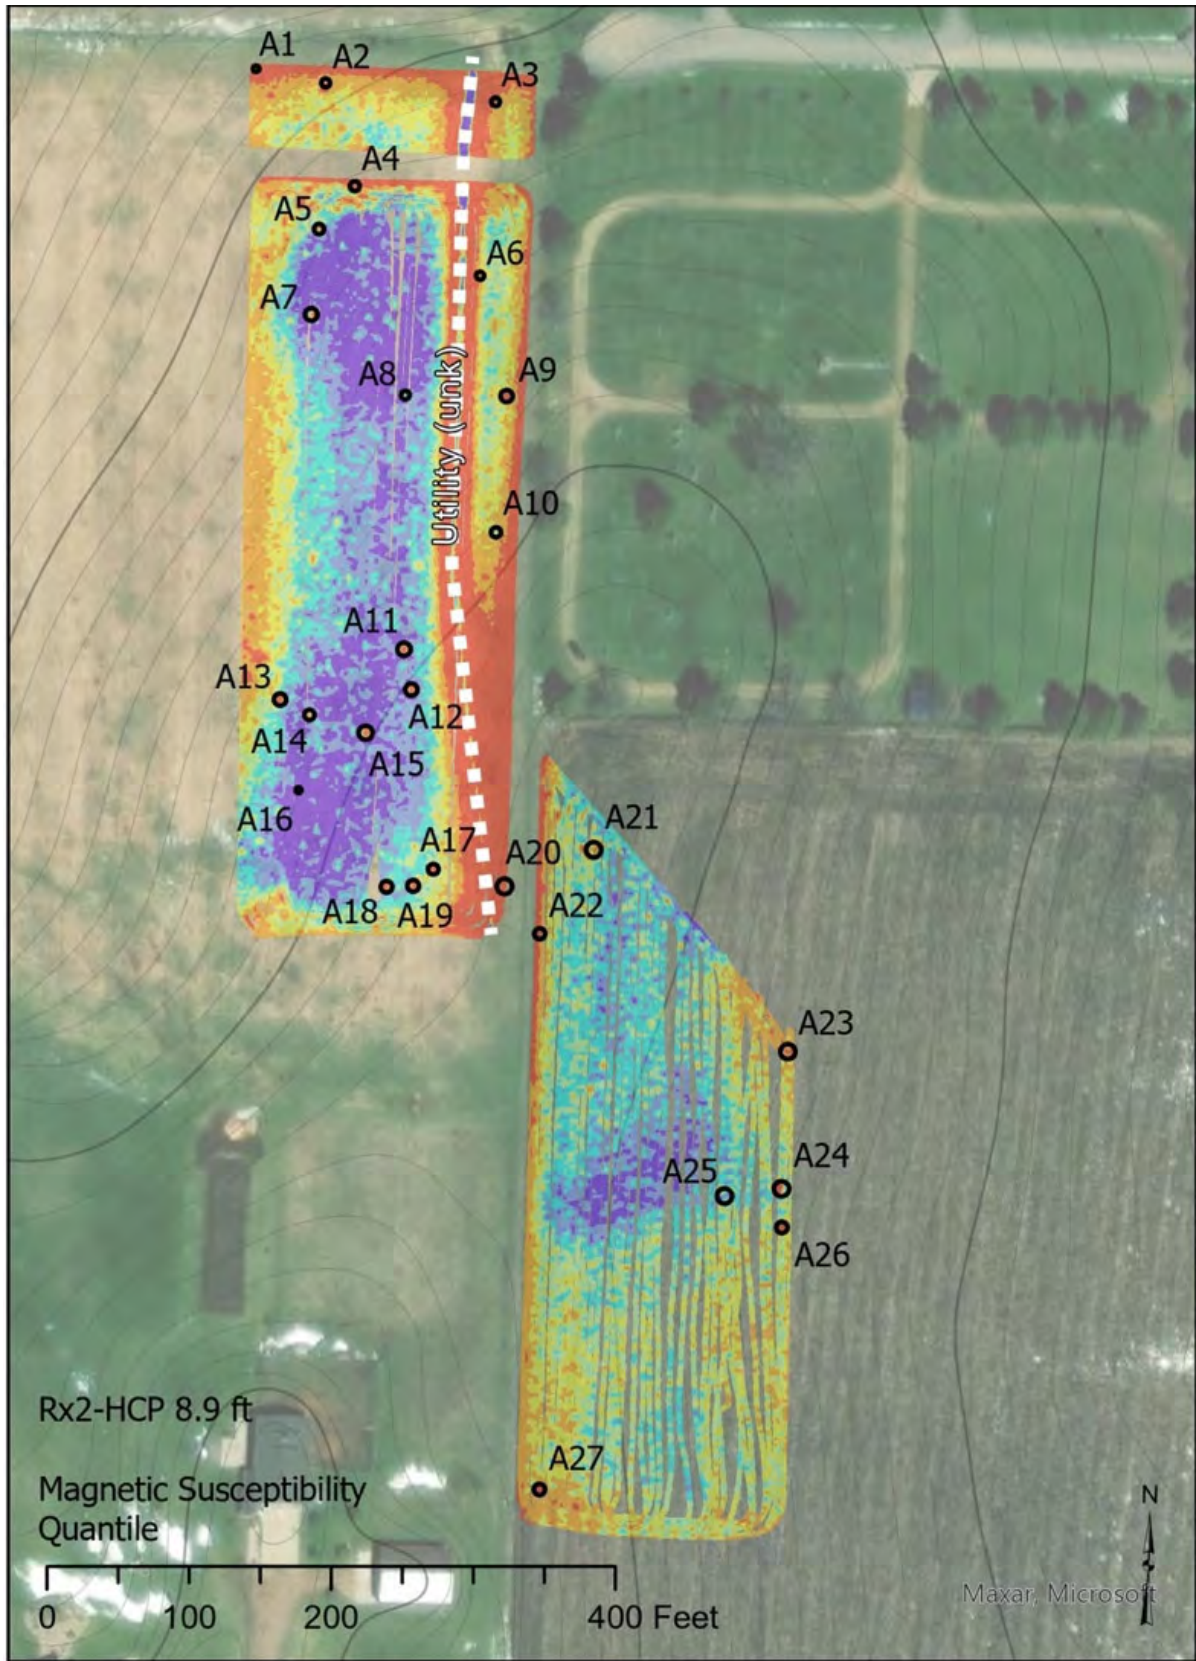 A1
A2
A3
A4
A5
A6
A7
A8
A9
Utility (unk)
A10
A11
A13
A12
A14
A15
A16
A17
A21
A20
A18
A19
A22
A23
A24
A25
A26
Rx2-HCP 8.9 ft
A27
Magnetic Susceptibility
Quantile
N
Maxar, Microsoft
0 100 200 400 Feet